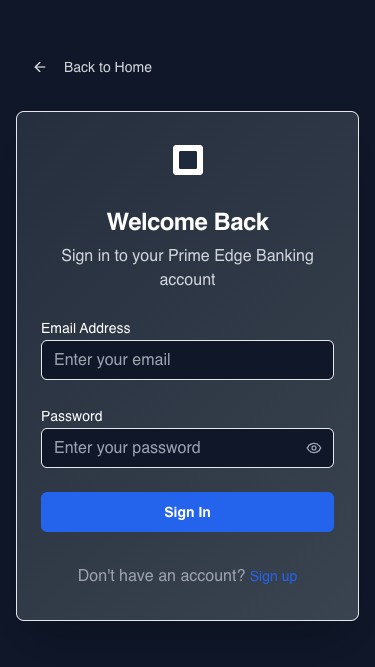 Back to Home
Welcome Back
Sign in to your Prime Edge Banking
account
Email Address
Enter your email
Password
Enter your password
Sign In
Don't have an account? Sign up